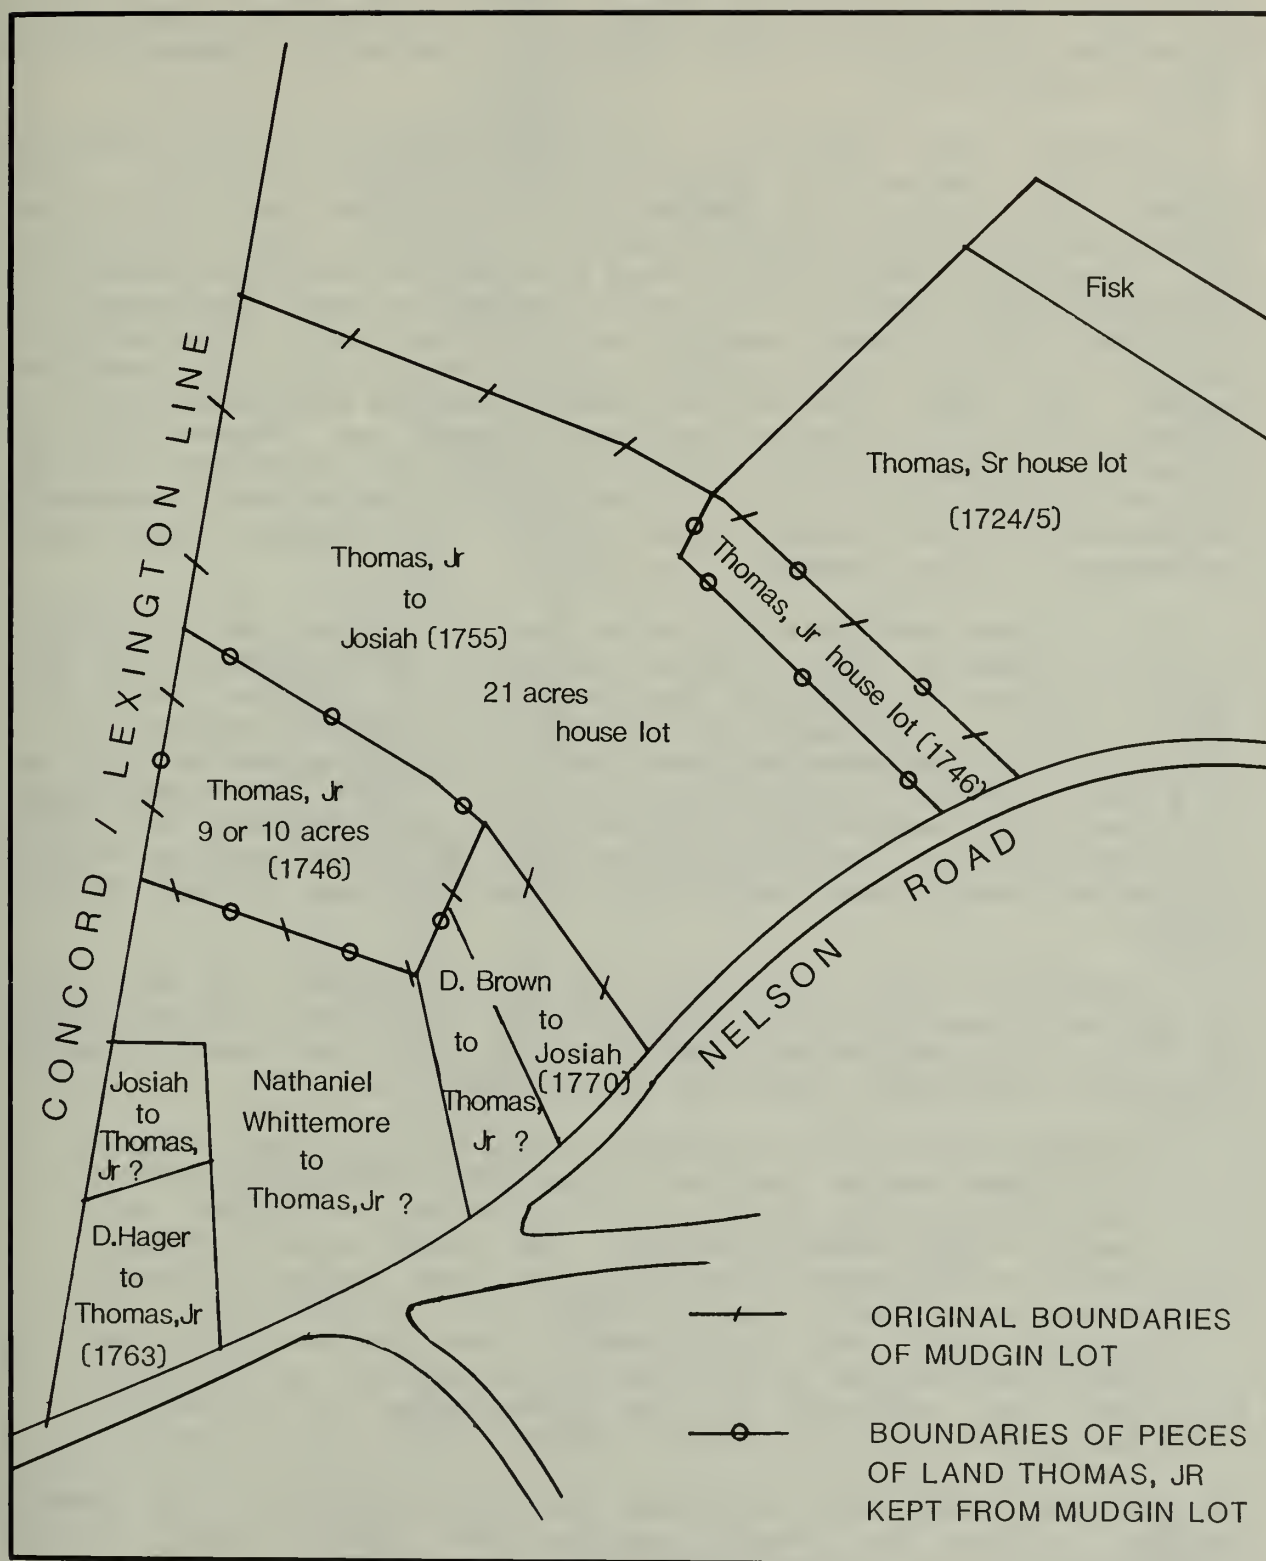 Fisk
Thomas, Sr house lot
(1724/5)
CONCORD / LEXINGTON LINE
Thomas, Jr
to
Josiah (1755)
21 acres
house lot
Thomas, Jr house lot (1746)
Thomas, Jr
9 or 10 acres
(1746)
NELSON ROAD
D. Brown
to
Thomas,
Jr ?
to
Josiah
(1770)
Josiah
to
Thomas,
Jr ?
Nathaniel
Whittemore
to
Thomas, Jr ?
D.Hager
to
Thomas,Jr
(1763)
ORIGINAL BOUNDARIES
OF MUDGIN LOT
BOUNDARIES OF PIECES
OF LAND THOMAS, JR
KEPT FROM MUDGIN LOT